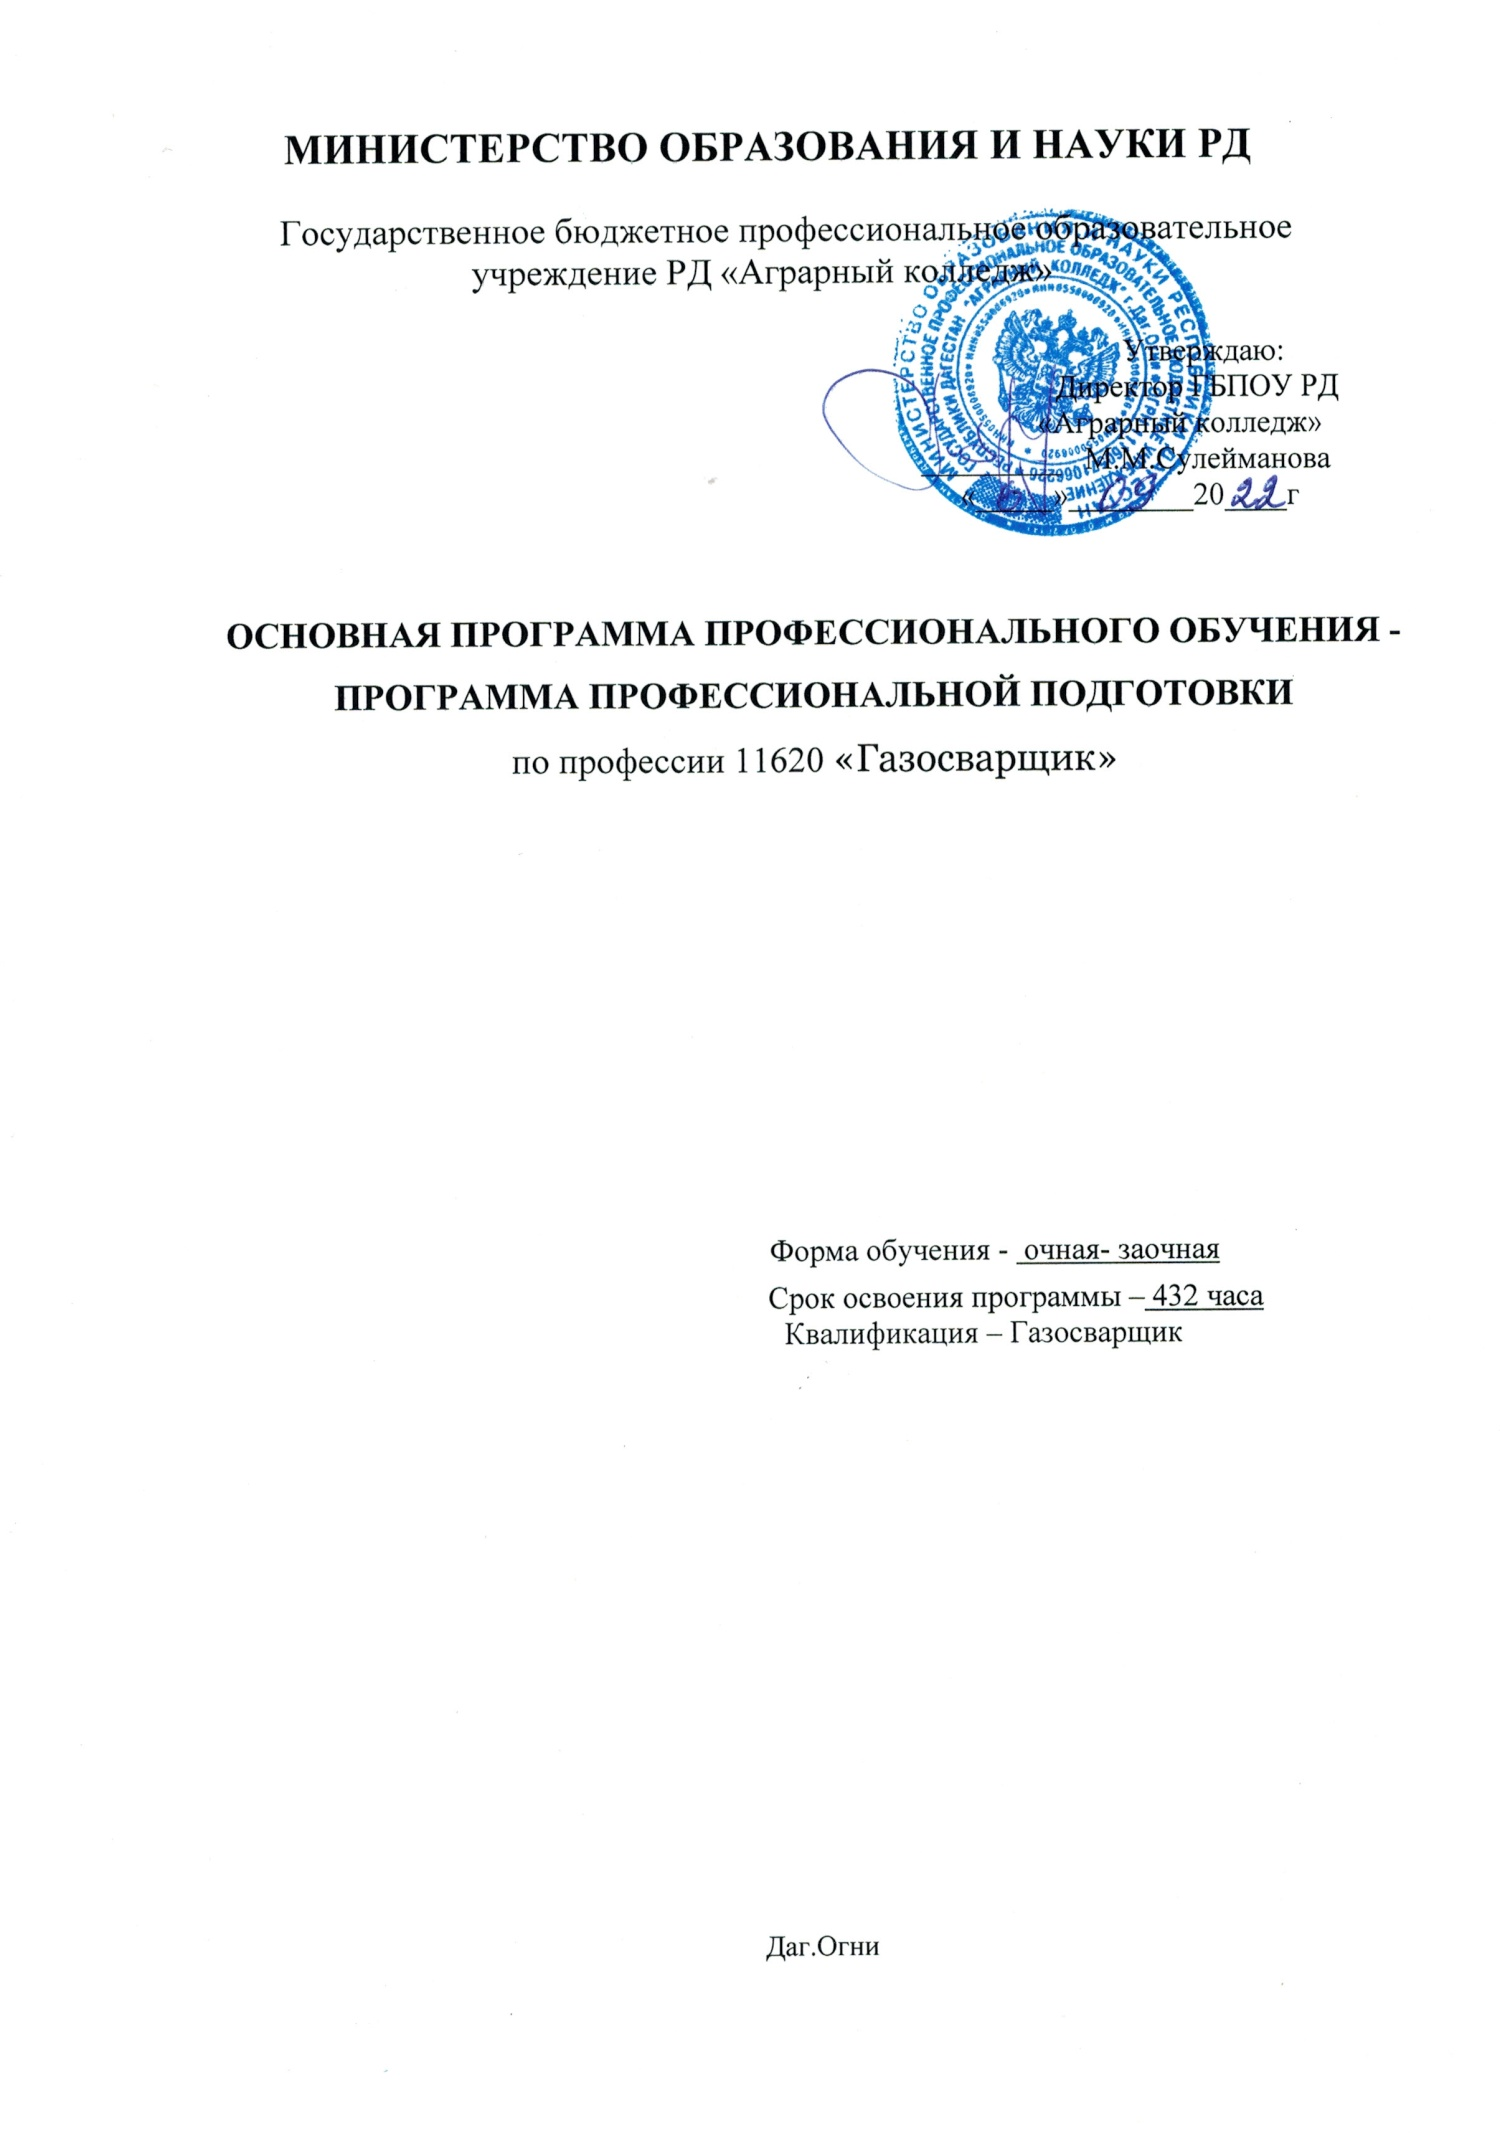 МИНИСТЕРСТВО ОБРАЗОВАНИЯ И НАУКИ РД
Государственное бюджетное профессиональное образовательное
учреждение РД «Аграрный колледж»
Утверждаю:
Директор ГБПОУ РД
«Аграрный колледж»
М.М.Сулейманова
« » 20 22 г
ОСНОВНАЯ ПРОГРАММА ПРОФЕССИОНАЛЬНОГО ОБУЧЕНИЯ -
ПРОГРАММА ПРОФЕССИОНАЛЬНОЙ ПОДГОТОВКИ
по профессии 11620 «Газосварщик»
Форма обучения - очная- заочная
Срок освоения программы – 432 часа
Квалификация – Газосварщик
Даг.Огни